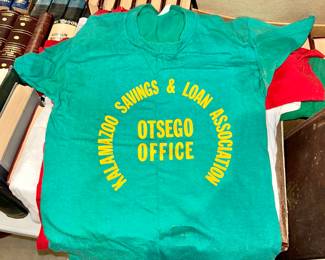 KALAMAZOO SAVINGS & LOAN ASSOCIATION
OTSEGO
OFFICE